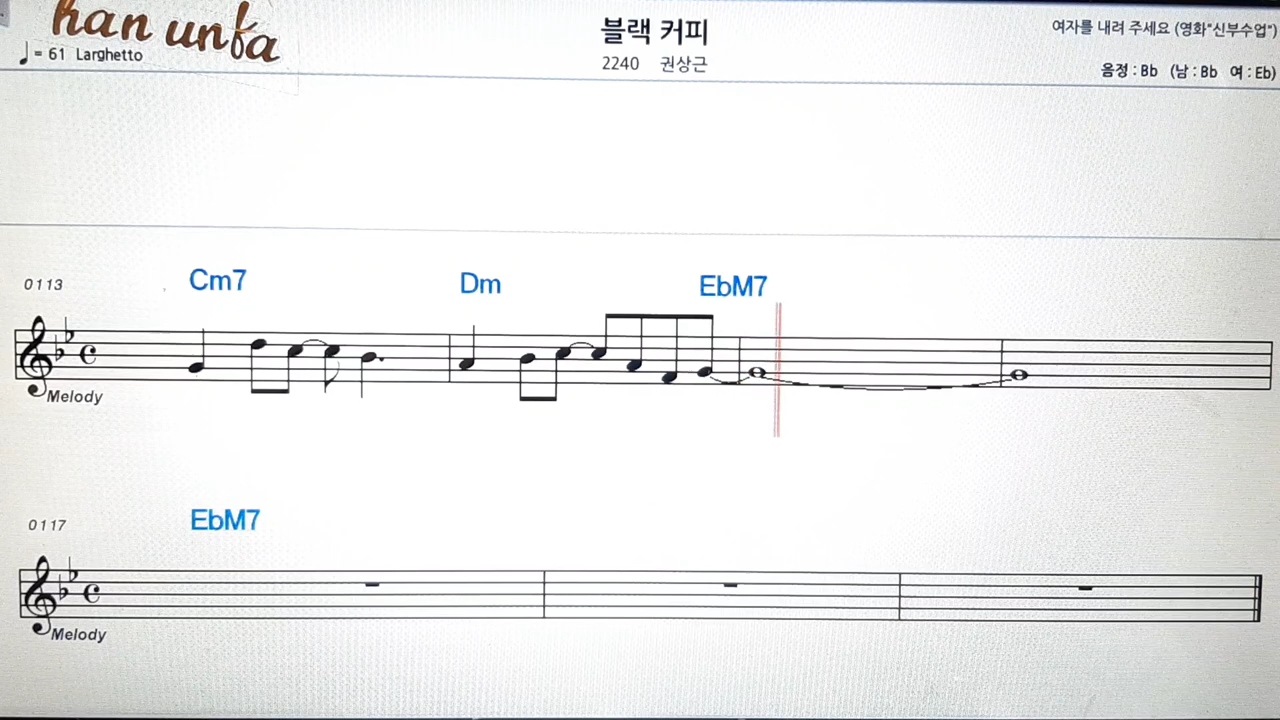 han unfa
♩ = 61 Larghetto
블랙 커피
2240 권상근
여자를 내려 주세요 (영화"신부수업")
음정 : Bb (남 : Bb 여 : Eb)
0113
Cm7 Dm EbM7
Melody
0117
EbM7
Melody